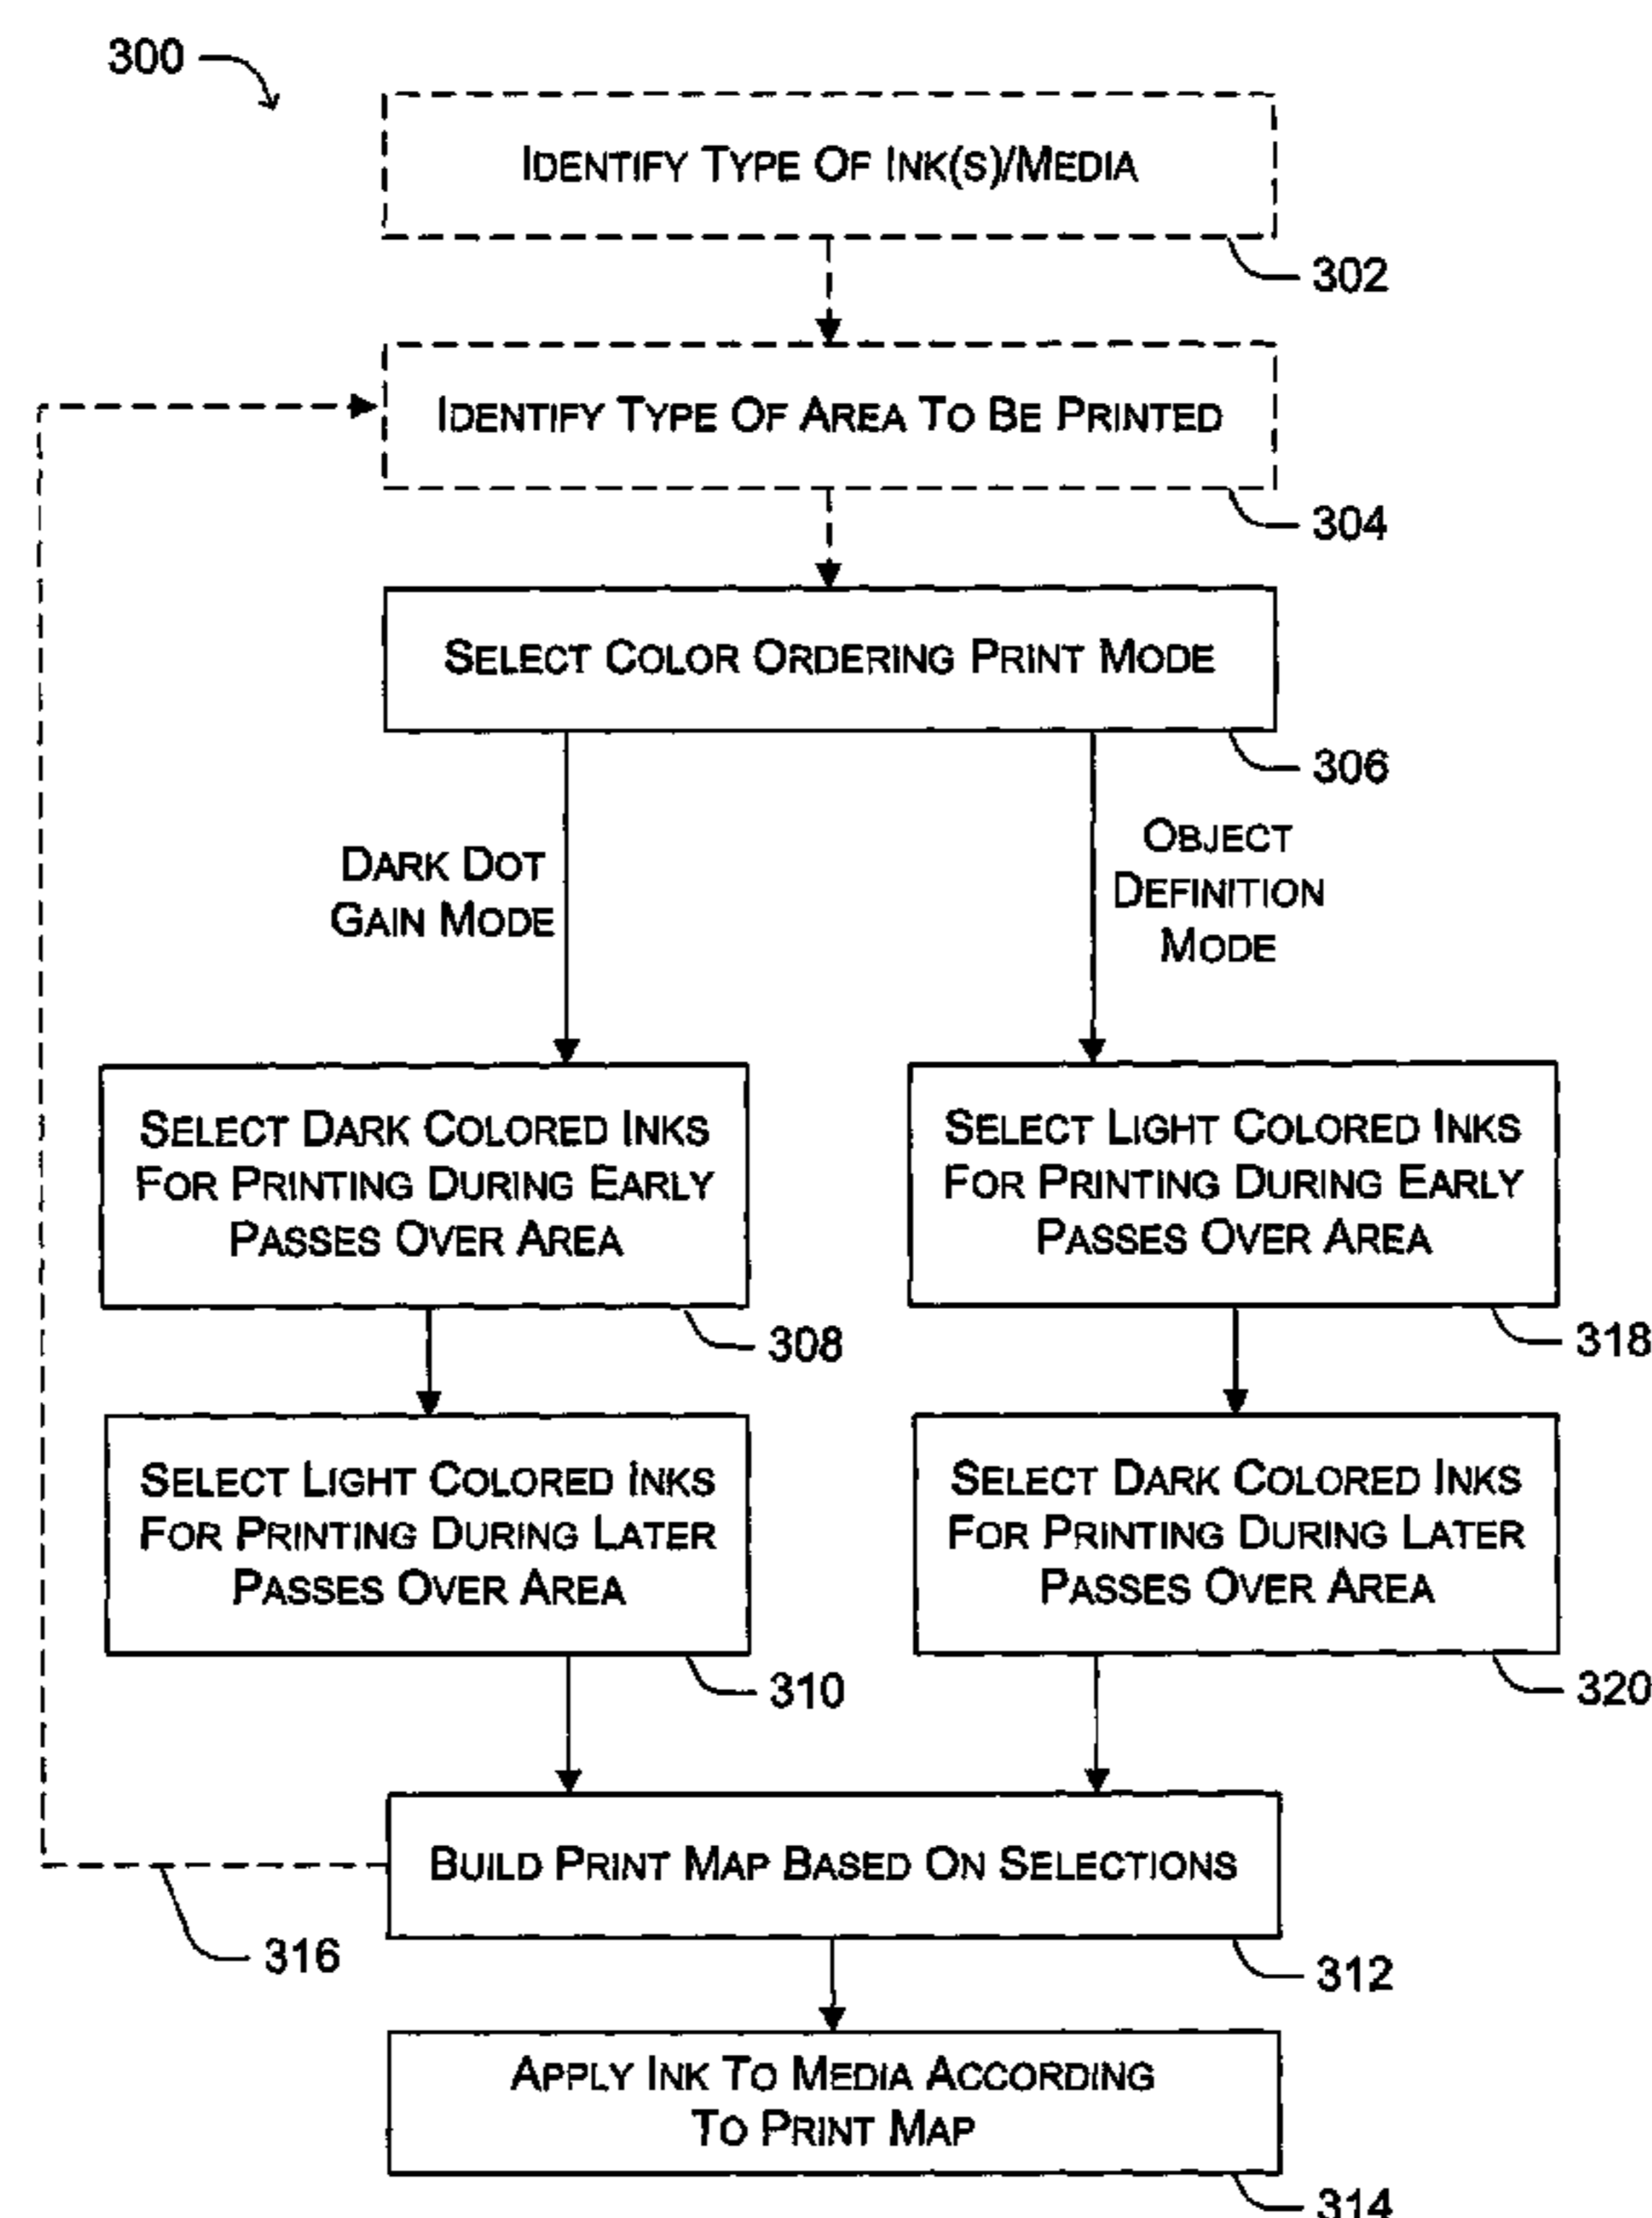 300
IDENTIFY TYPE OF INK(S)/MEDIA
302
IDENTIFY TYPE OF AREA TO BE PRINTED
304
SELECT COLOR ORDERING PRINT MODE
306
DARK DOT
GAIN MODE
OBJECT
DEFINITION
MODE
SELECT DARK COLORED INKS
FOR PRINTING DURING EARLY
PASSES OVER AREA
308
SELECT LIGHT COLORED INKS
FOR PRINTING DURING EARLY
PASSES OVER AREA
318
SELECT LIGHT COLORED INKS
FOR PRINTING DURING LATER
PASSES OVER AREA
310
SELECT DARK COLORED INKS
FOR PRINTING DURING LATER
PASSES OVER AREA
320
BUILD PRINT MAP BASED ON SELECTIONS
316
312
APPLY INK TO MEDIA ACCORDING
TO PRINT MAP
314